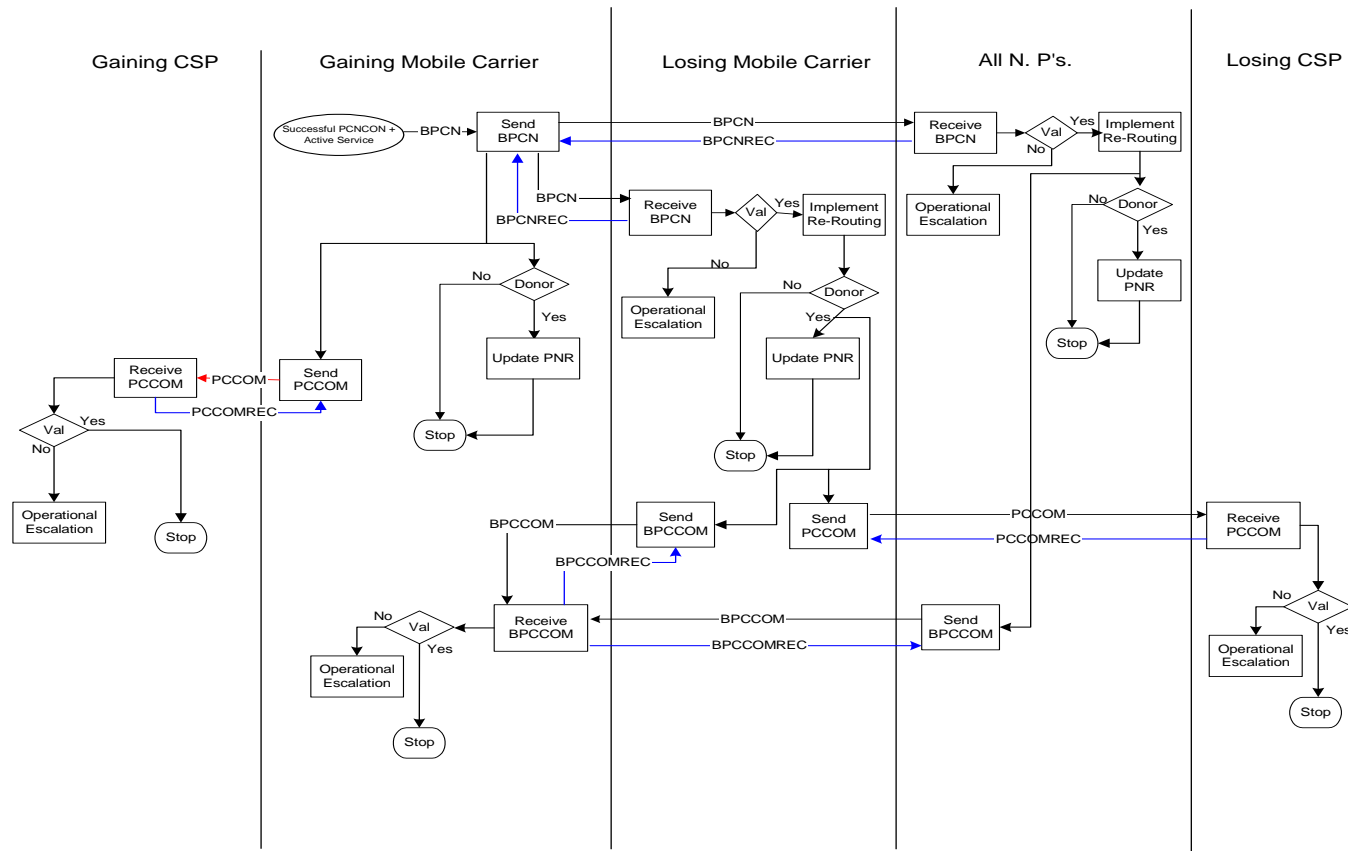 Gaining CSP
Gaining Mobile Carrier
Losing Mobile Carrier
All N. P's.
Losing CSP
Successful PCNCON +
Active Service
BPCN
Send
BPCN
BPCN
BPCNREC
Receive
BPCN
Val
Yes
No
Implement
Re-Routing
Operational
Escalation
No
Donor
Yes
Update
PNR
Stop
BPCN
BPCNREC
Receive
BPCN
Val
Yes
Implement
Re-Routing
No
Operational
Escalation
No
Donor
Yes
Update PNR
Stop
No
Donor
Yes
Update PNR
Stop
Receive
PCCOM
PCCOM
Send
PCCOM
PCCOMREC
Val
Yes
No
Operational
Escalation
Stop
BPCCOM
Send
BPCCOM
BPCCOMREC
Send
PCCOM
PCCOM
PCCOMREC
Receive
PCCOM
Receive
BPCCOM
BPCCOM
BPCCOMREC
Send
BPCCOM
No
Val
Yes
Operational
Escalation
Stop
No
Val
Yes
Operational
Escalation
Stop